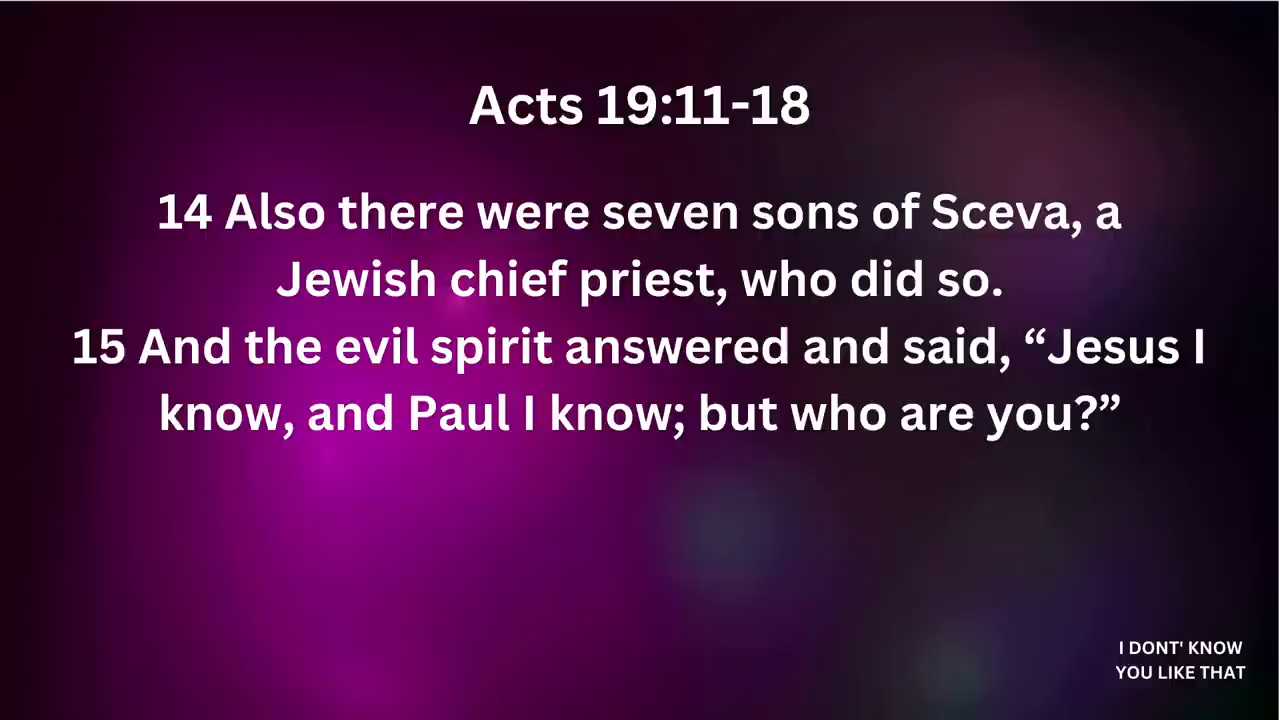 Acts 19:11-18
14 Also there were seven sons of Sceva, a
Jewish chief priest, who did so.
15 And the evil spirit answered and said, “Jesus I
know, and Paul I know; but who are you?”
I DONT' KNOW
YOU LIKE THAT